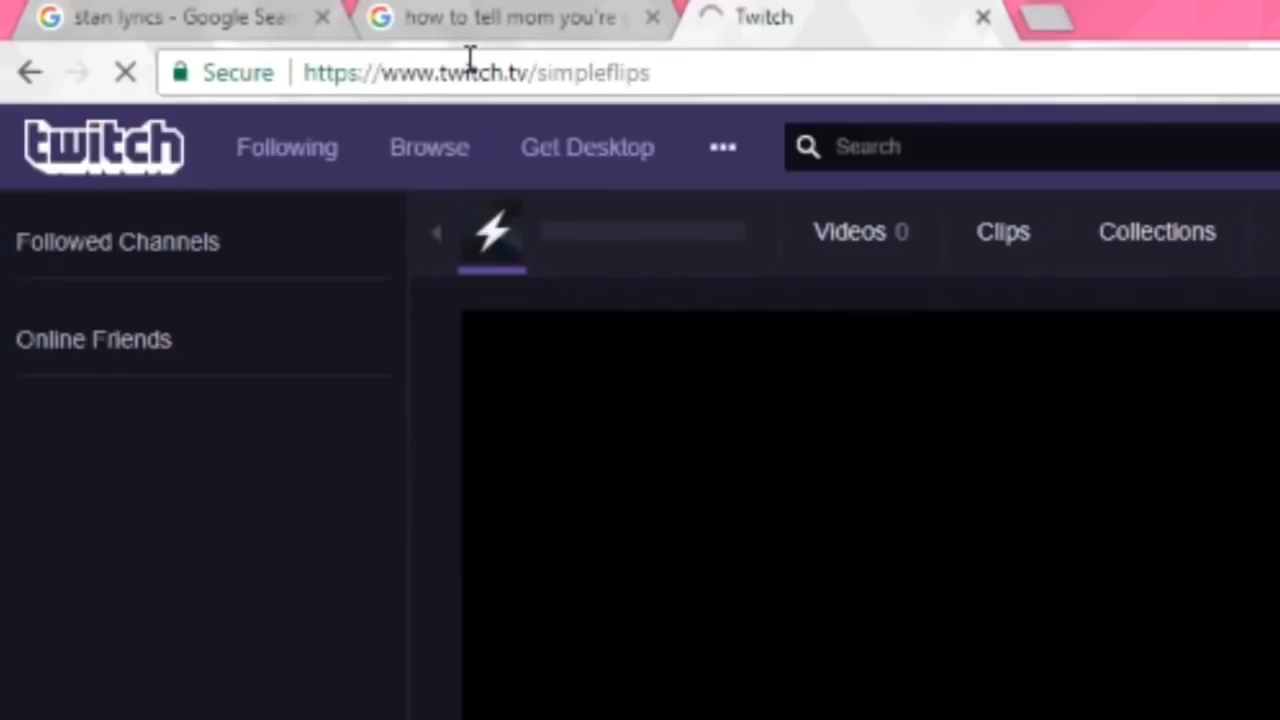 stan lyrics - Google Sear
how to tell mom you're
Twitch
Secure
https://www.twitch.tv/simpleflips
twitch
Following
Browse
Get Desktop
Search
Followed Channels
Videos 0
Clips
Collections
Online Friends